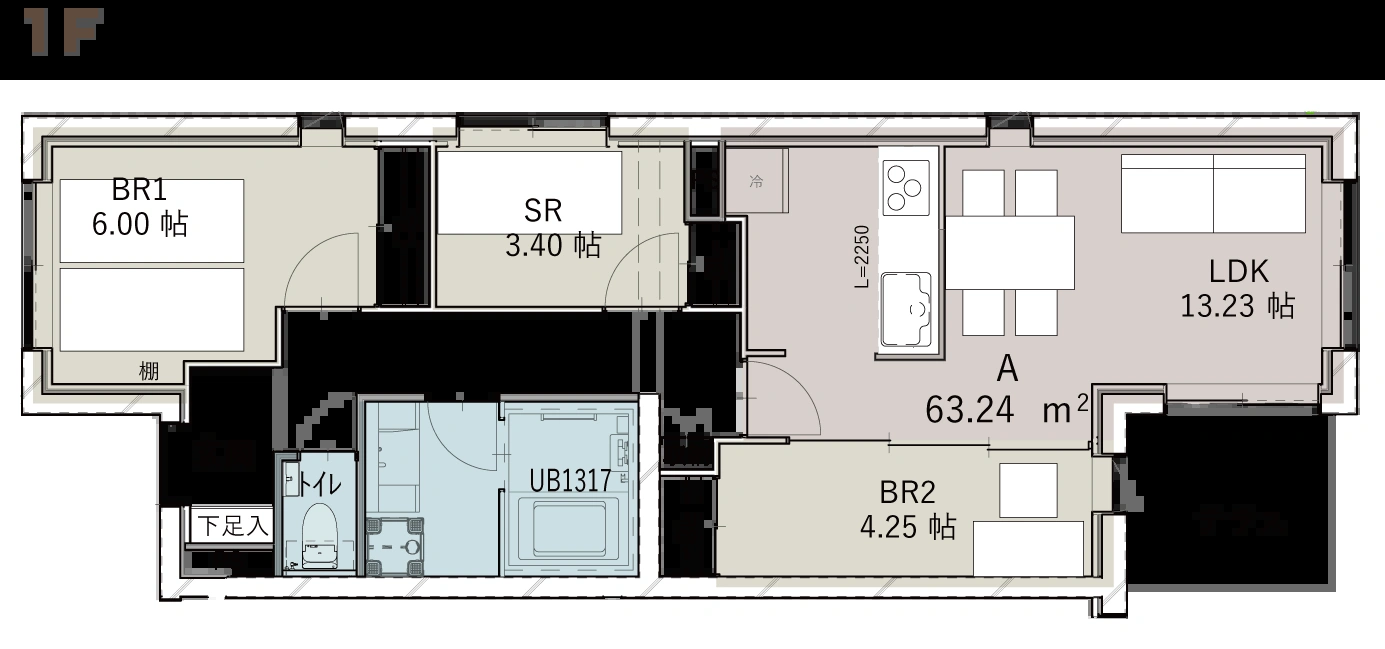 1F
BR1
6.00 帖
SR
3.40 帖
冷
L=2250
LDK
13.23 帖
棚
A
63.24 m²
トイレ
UB1317
BR2
4.25 帖
下足入